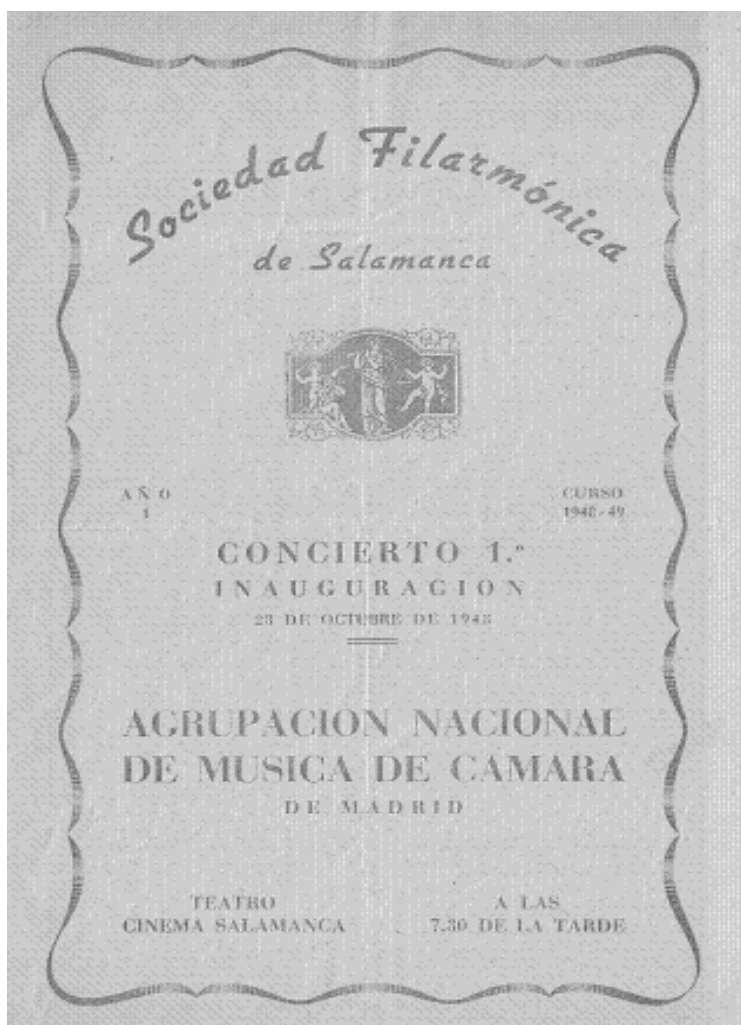 Sociedad Filarmónica
de Salamanca
AÑO
1
CURSO
1948-49
CONCIERTO 1.º
INAUGURACION
23 DE OCTUBRE DE 1948
AGRUPACION NACIONAL
DE MUSICA DE CAMARA
DE MADRID
TEATRO
CINEMA SALAMANCA
A LAS
7.30 DE LA TARDE